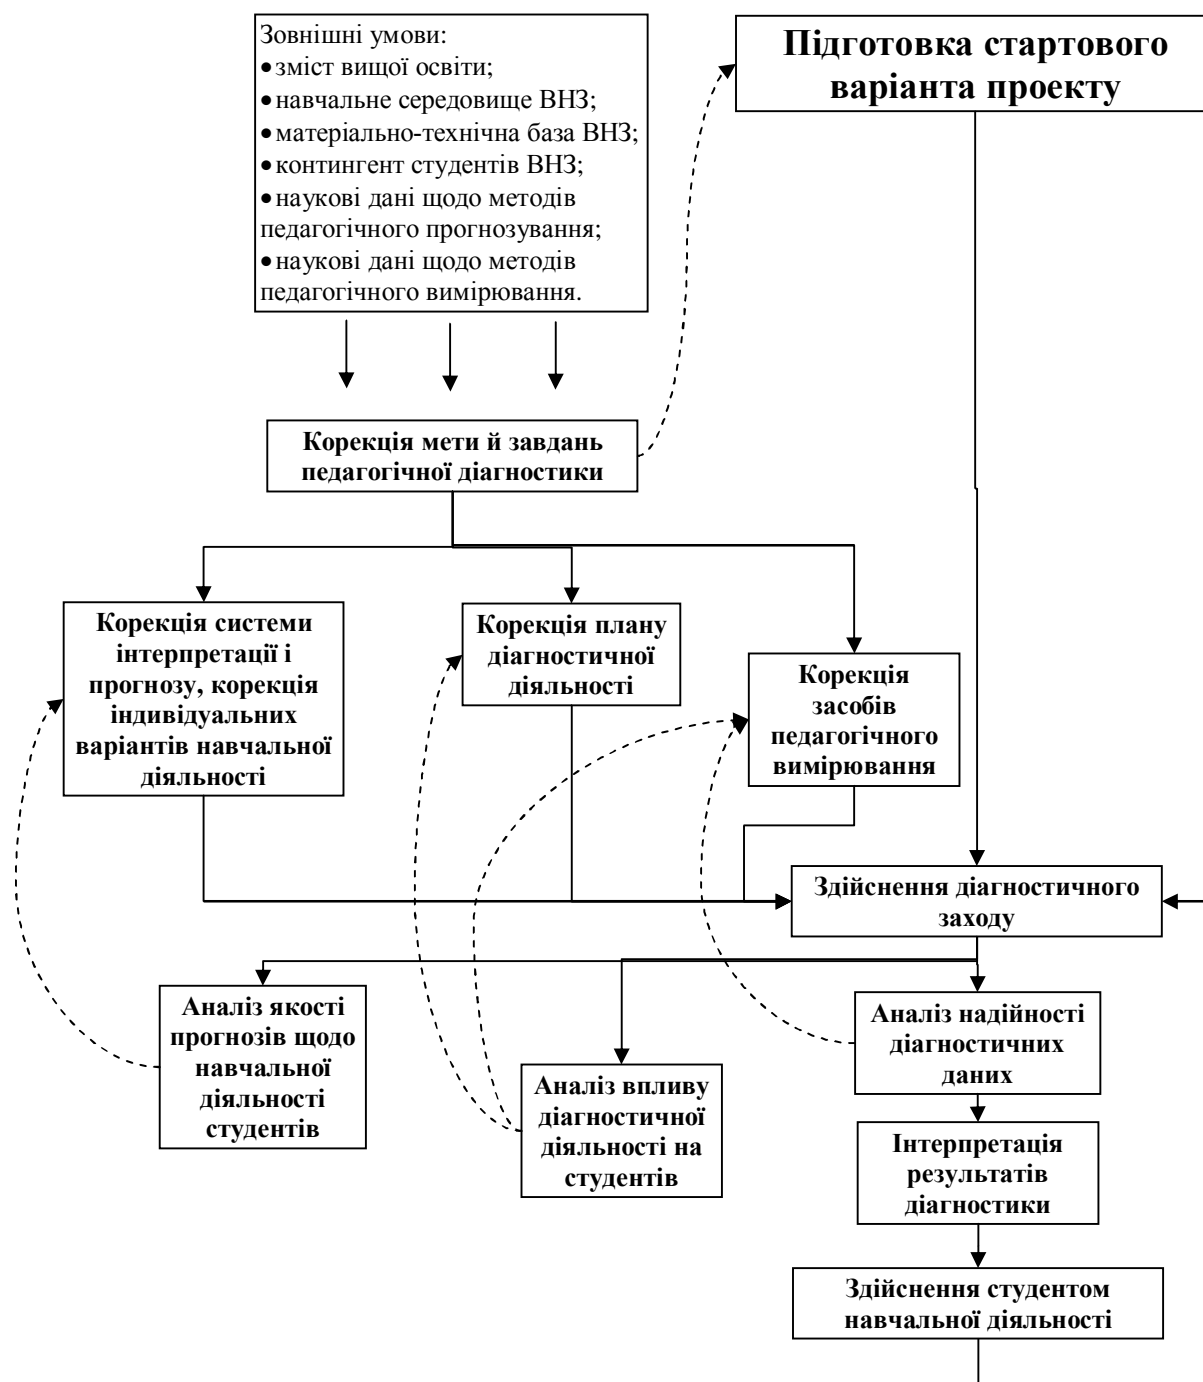 Зовнішні умови:
•зміст вищої освіти;
•навчальне середовище ВНЗ;
•матеріально-технічна база ВНЗ;
•контингент студентів ВНЗ;
•наукові дані щодо методів
педагогічного прогнозування;
•наукові дані щодо методів
педагогічного вимірювання.
Підготовка стартового
варіанта проекту
Корекція мети й завдань
педагогічної діагностики
Корекція системи
інтерпретації і
прогнозу, корекція
індивідуальних
варіантів навчальної
діяльності
Корекція плану
діагностичної
діяльності
Корекція
засобів
педагогічного
вимірювання
Здійснення діагностичного
заходу
Аналіз якості
прогнозів щодо
навчальної
діяльності
студентів
Аналіз впливу
діагностичної
діяльності на
студентів
Аналіз надійності
діагностичних
даних
Інтерпретація
результатів
діагностики
Здійснення студентом
навчальної діяльності